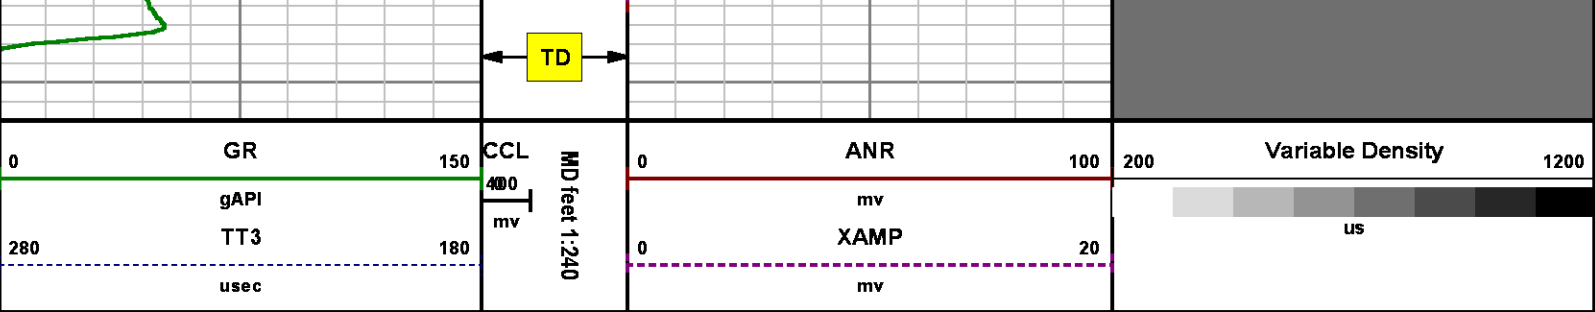 TD
GR
0 150
gAPI
TT3
280 180
usec
CCL
mv
MD feet 1:240
ANR
0 100
mv
XAMP
0 20
mv
Variable Density
200 1200
us